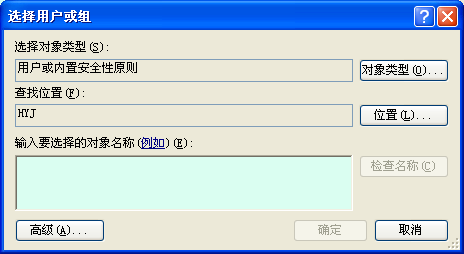 选择用户或组
选择对象类型(S):
用户或内置安全性原则
对象类型(O)...
查找位置(F):
HYJ
位置(L)...
输入要选择的对象名称(例如)(E):
检查名称(C)
高级(A)...
确定
取消